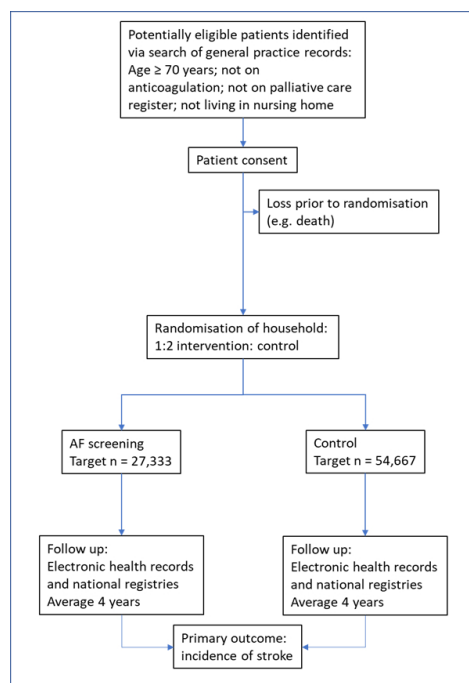 Potentially eligible patients identified
via search of general practice records:
Age ≥ 70 years; not on
anticoagulation; not on palliative care
register; not living in nursing home
Patient consent
Loss prior to randomisation
(e.g. death)
Randomisation of household:
1:2 intervention: control
AF screening
Target n = 27,333
Control
Target n = 54,667
Follow up:
Electronic health records
and national registries
Average 4 years
Follow up:
Electronic health records
and national registries
Average 4 years
Primary outcome:
incidence of stroke